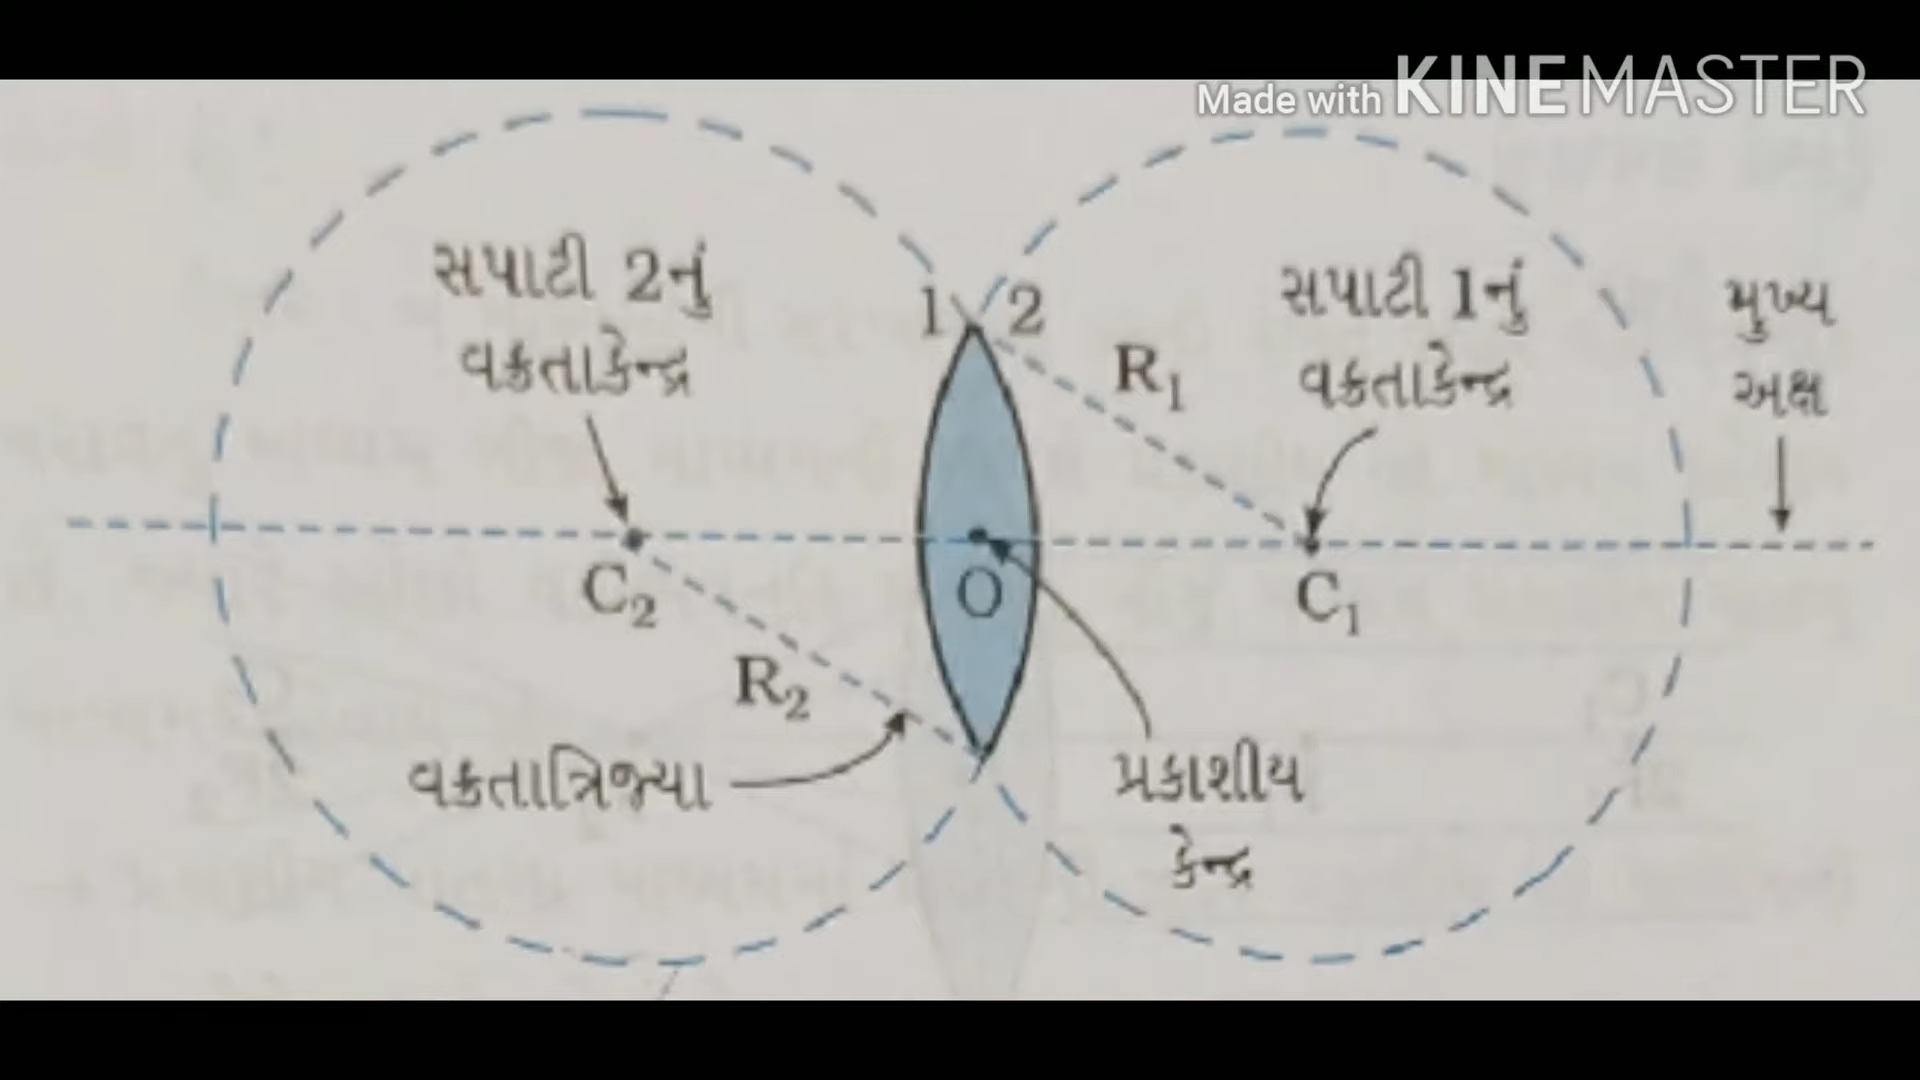 Made with KINEMASTER
સપાટી 2નું
વક્રતાકેન્દ્ર
1 2
સપાટી 1નું
વક્રતાકેન્દ્ર
મુખ્ય
અક્ષ
R₁
C₂
O
C₁
R₂
વક્રતાત્રિજ્યા
પ્રકાશીય
કેન્દ્ર